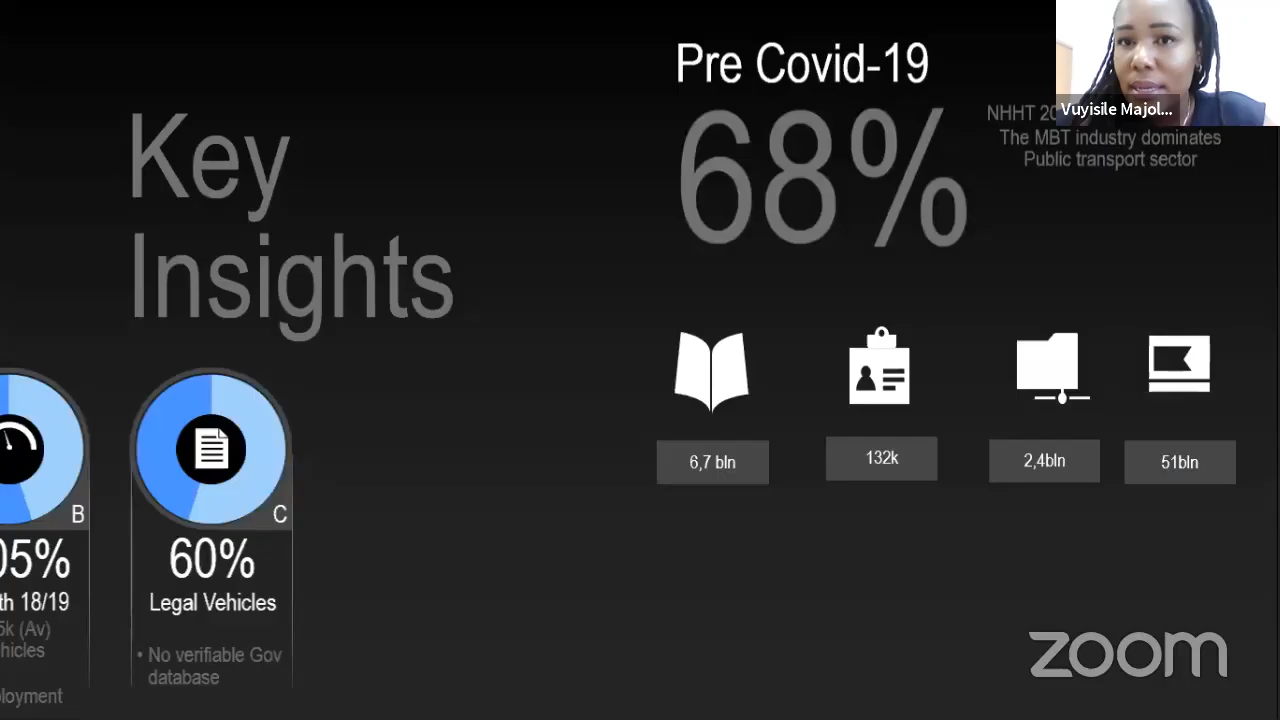 Key
Insights
Pre Covid-19
68%
NHHT 20
The MBT industry dominates
Public transport sector
Vuyisile Majol...
6,7 bln
132k
2,4bln
51bln
B
05%
th 18/19
5k (Av)
hicles
loyment
C
60%
Legal Vehicles
• No verifiable Gov
database
zoom